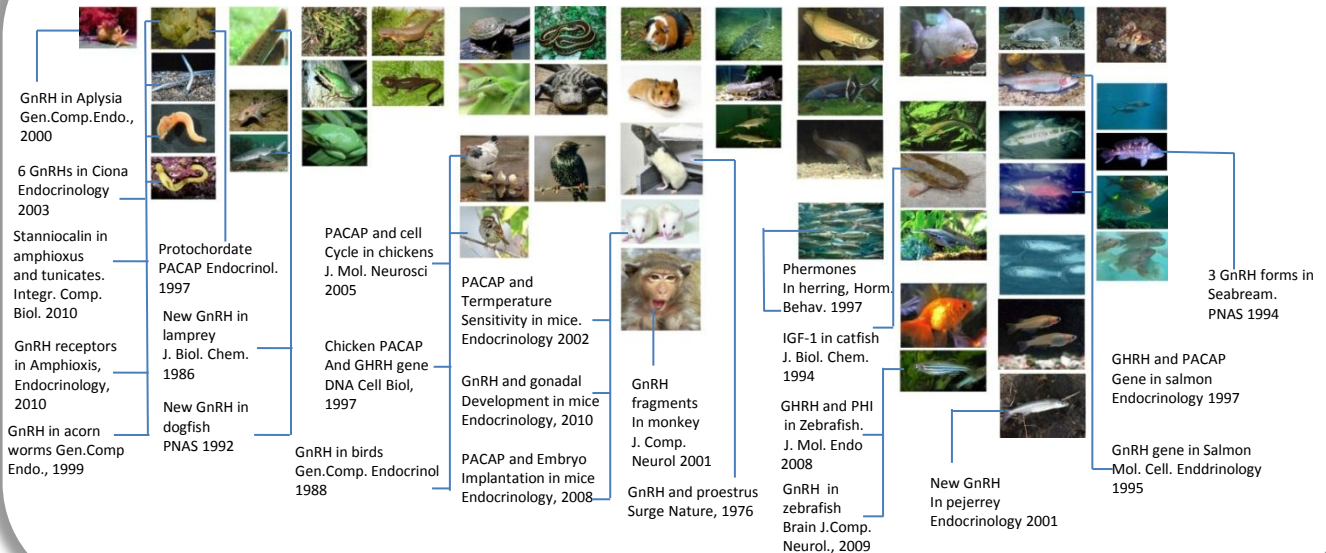 GnRH in Aplysia
Gen.Comp.Endo.,
2000
6 GnRHs in Ciona
Endocrinology
2003
Stanniocalin in
amphioxus
and tunicates.
Integr. Comp.
Biol. 2010
GnRH receptors
in Amphioxis,
Endocrinology,
2010
GnRH in acorn
worms Gen.Comp
Endo., 1999
Protochordate
PACAP Endocrinol.
1997
New GnRH in
lamprey
J. Biol. Chem.
1986
New GnRH in
dogfish
PNAS 1992
PACAP and cell
Cycle in chickens
J. Mol. Neurosci
2005
Chicken PACAP
And GHRH gene
DNA Cell Biol,
1997
GnRH in birds
Gen.Comp. Endocrinol
1988
PACAP and
Termperature
Sensitivity in mice.
Endocrinology 2002
GnRH and gonadal
Development in mice
Endocrinology, 2010
PACAP and Embryo
Implantation in mice
Endocrinology, 2008
GnRH
fragments
In monkey
J. Comp.
Neurol 2001
GnRH and proestrus
Surge Nature, 1976
Phermones
In herring, Horm.
Behav. 1997
IGF-1 in catfish
J. Biol. Chem.
1994
GHRH and PHI
in Zebrafish.
J. Mol. Endo
2008
GnRH in
zebrafish
Brain J.Comp.
Neurol., 2009
New GnRH
In pejerrey
Endocrinology 2001
3 GnRH forms in
Seabream.
PNAS 1994
GHRH and PACAP
Gene in salmon
Endocrinology 1997
GnRH gene in Salmon
Mol. Cell. Enddrinology
1995